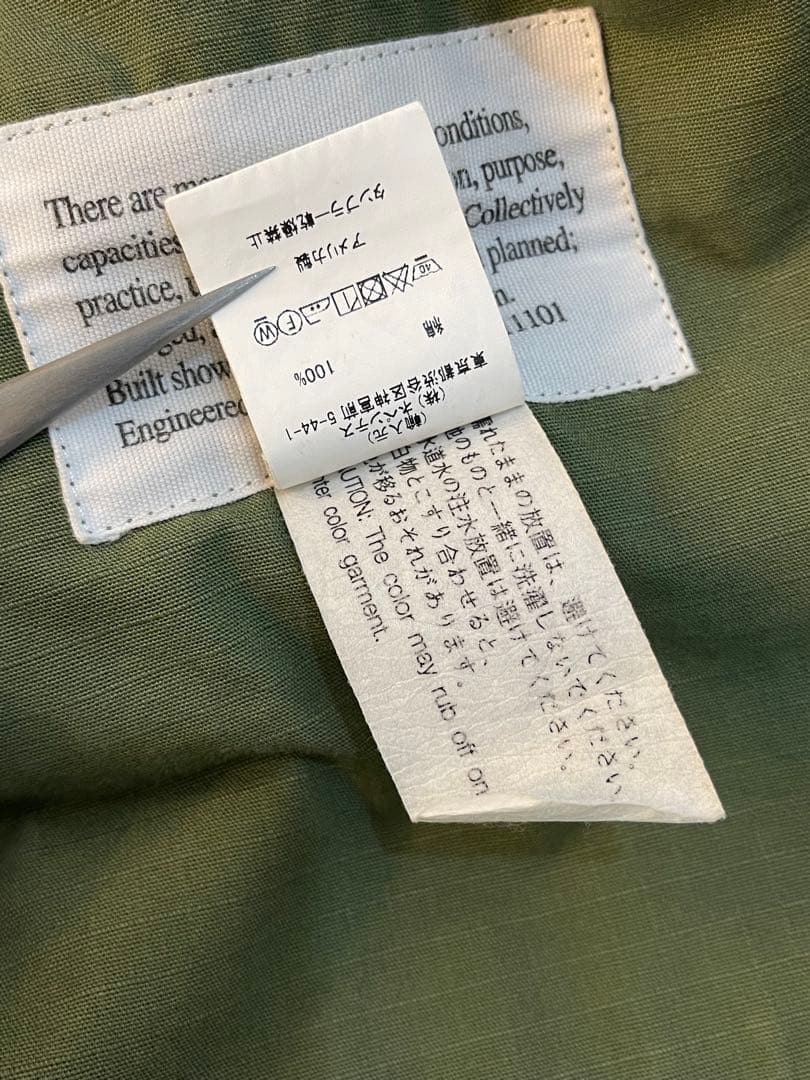 There are onditions,
capacities purpose,
practice, Collectively
planned;
Built show
Engineered 1101
(輸入元)
(株) ネペンテス
東京都渋谷区神宮前 5-44-1
綿 100%
40 W F
アメリカ製
タンブラー乾燥禁止
れたままの放置は、避けてください。
のものと一緒に洗濯しないでください
水道水の注水放置は避けてください。
白物とこすり合わせると、
が移るおそれがあります。
AUTION: The color may rub off on
ter color garment.